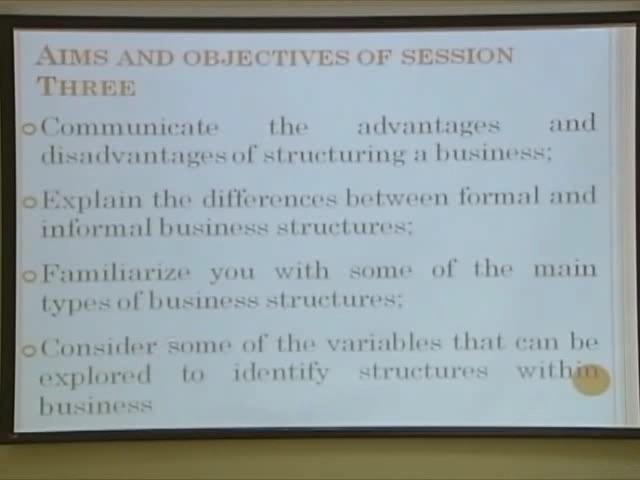 AIMS AND OBJECTIVES OF SESSION
THREE
Communicate the advantages and
disadvantages of structuring a business;
Explain the differences between formal and
informal business structures;
Familiarize you with some of the main
types of business structures;
Consider some of the variables that can be
explored to identify structures within
business